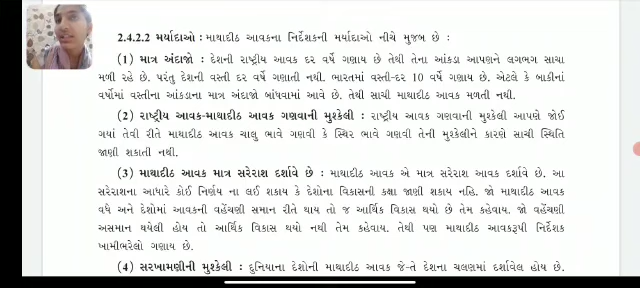 2.4.2.2 મર્યાદાઓ : માથાદીઠ આવકના નિર્દેશકની મર્યાદાઓ નીચે મુજબ છે :
(1) માત્ર અંદાજો : દેશની રાષ્ટ્રીય આવક દર વર્ષે ગણાય છે તેથી તેના આંકડા આપણને લગભગ સાચા
મળી રહે છે. પરંતુ દેશની વસ્તી દર વર્ષે ગણાતી નથી. ભારતમાં વસ્તી-દર 10 વર્ષે ગણાય છે. એટલે કે બાકીનાં
વર્ષોમાં વસ્તીના આંકડાના માત્ર અંદાજો બાંધવામાં આવે છે. તેથી સાચી માથાદીઠ આવક મળતી નથી.
(2) રાષ્ટ્રીય આવક-માથાદીઠ આવક ગણવાની મુશ્કેલી : રાષ્ટ્રીય આવક ગણવાની મુશ્કેલી આપણે જોઈ
ગયાં તેવી રીતે માથાદીઠ આવક ચાલુ ભાવે ગણવી કે સ્થિર ભાવે ગણવી તેની મુશ્કેલીને કારણે સાચી સ્થિતિ
જાણી શકાતી નથી.
(3) માથાદીઠ આવક માત્ર સરેરાશ દર્શાવે છે : માથાદીઠ આવક એ માત્ર સરેરાશ આવક દર્શાવે છે. આ
સરેરાશના આધારે કોઈ નિર્ણય ના લઈ શકાય કે દેશોના વિકાસની કક્ષા જાણી શકાય નહિ. જો માથાદીઠ આવક
વધે અને દેશોમાં આવકની વહેંચણી સમાન રીતે થાય તો જ આર્થિક વિકાસ થયો છે તેમ કહેવાય. જો વહેંચણી
અસમાન થયેલી હોય તો આર્થિક વિકાસ થયો નથી તેમ કહેવાય. તેથી પણ માથાદીઠ આવકરૂપી નિર્દેશક
ખામીભરેલો ગણાય છે.
(4) સરખામણીની મુશ્કેલી : દુનિયાના દેશોની માથાદીઠ આવક જે-તે દેશના ચલણમાં દર્શાવેલ હોય છે.